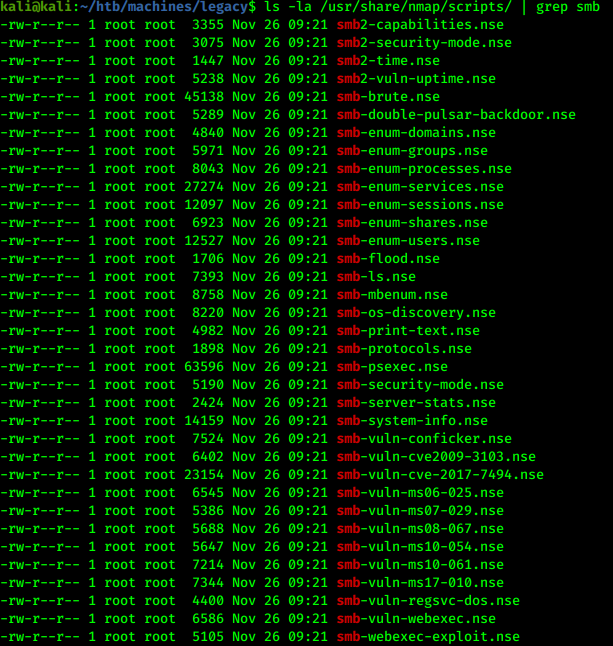 kali@kali:~/htb/machines/legacy$ ls -la /usr/share/nmap/scripts/ | grep smb
-rw-r--r-- 1 root root  3355 Nov 26 09:21 smb2-capabilities.nse
-rw-r--r-- 1 root root  3075 Nov 26 09:21 smb2-security-mode.nse
-rw-r--r-- 1 root root  1447 Nov 26 09:21 smb2-time.nse
-rw-r--r-- 1 root root  5238 Nov 26 09:21 smb2-vuln-uptime.nse
-rw-r--r-- 1 root root 45138 Nov 26 09:21 smb-brute.nse
-rw-r--r-- 1 root root  5289 Nov 26 09:21 smb-double-pulsar-backdoor.nse
-rw-r--r-- 1 root root  4840 Nov 26 09:21 smb-enum-domains.nse
-rw-r--r-- 1 root root  5971 Nov 26 09:21 smb-enum-groups.nse
-rw-r--r-- 1 root root  8043 Nov 26 09:21 smb-enum-processes.nse
-rw-r--r-- 1 root root 27274 Nov 26 09:21 smb-enum-services.nse
-rw-r--r-- 1 root root 12097 Nov 26 09:21 smb-enum-sessions.nse
-rw-r--r-- 1 root root  6923 Nov 26 09:21 smb-enum-shares.nse
-rw-r--r-- 1 root root 12527 Nov 26 09:21 smb-enum-users.nse
-rw-r--r-- 1 root root  1706 Nov 26 09:21 smb-flood.nse
-rw-r--r-- 1 root root  7393 Nov 26 09:21 smb-ls.nse
-rw-r--r-- 1 root root  8758 Nov 26 09:21 smb-mbenum.nse
-rw-r--r-- 1 root root  8220 Nov 26 09:21 smb-os-discovery.nse
-rw-r--r-- 1 root root  4982 Nov 26 09:21 smb-print-text.nse
-rw-r--r-- 1 root root  1898 Nov 26 09:21 smb-protocols.nse
-rw-r--r-- 1 root root 63596 Nov 26 09:21 smb-psexec.nse
-rw-r--r-- 1 root root  5190 Nov 26 09:21 smb-security-mode.nse
-rw-r--r-- 1 root root  2424 Nov 26 09:21 smb-server-stats.nse
-rw-r--r-- 1 root root 14159 Nov 26 09:21 smb-system-info.nse
-rw-r--r-- 1 root root  7524 Nov 26 09:21 smb-vuln-conficker.nse
-rw-r--r-- 1 root root  6402 Nov 26 09:21 smb-vuln-cve2009-3103.nse
-rw-r--r-- 1 root root 23154 Nov 26 09:21 smb-vuln-cve-2017-7494.nse
-rw-r--r-- 1 root root  6545 Nov 26 09:21 smb-vuln-ms06-025.nse
-rw-r--r-- 1 root root  5386 Nov 26 09:21 smb-vuln-ms07-029.nse
-rw-r--r-- 1 root root  5688 Nov 26 09:21 smb-vuln-ms08-067.nse
-rw-r--r-- 1 root root  5647 Nov 26 09:21 smb-vuln-ms10-054.nse
-rw-r--r-- 1 root root  7214 Nov 26 09:21 smb-vuln-ms10-061.nse
-rw-r--r-- 1 root root  7344 Nov 26 09:21 smb-vuln-ms17-010.nse
-rw-r--r-- 1 root root  4400 Nov 26 09:21 smb-vuln-regsvc-dos.nse
-rw-r--r-- 1 root root  6586 Nov 26 09:21 smb-vuln-webexec.nse
-rw-r--r-- 1 root root  5105 Nov 26 09:21 smb-webexec-exploit.nse